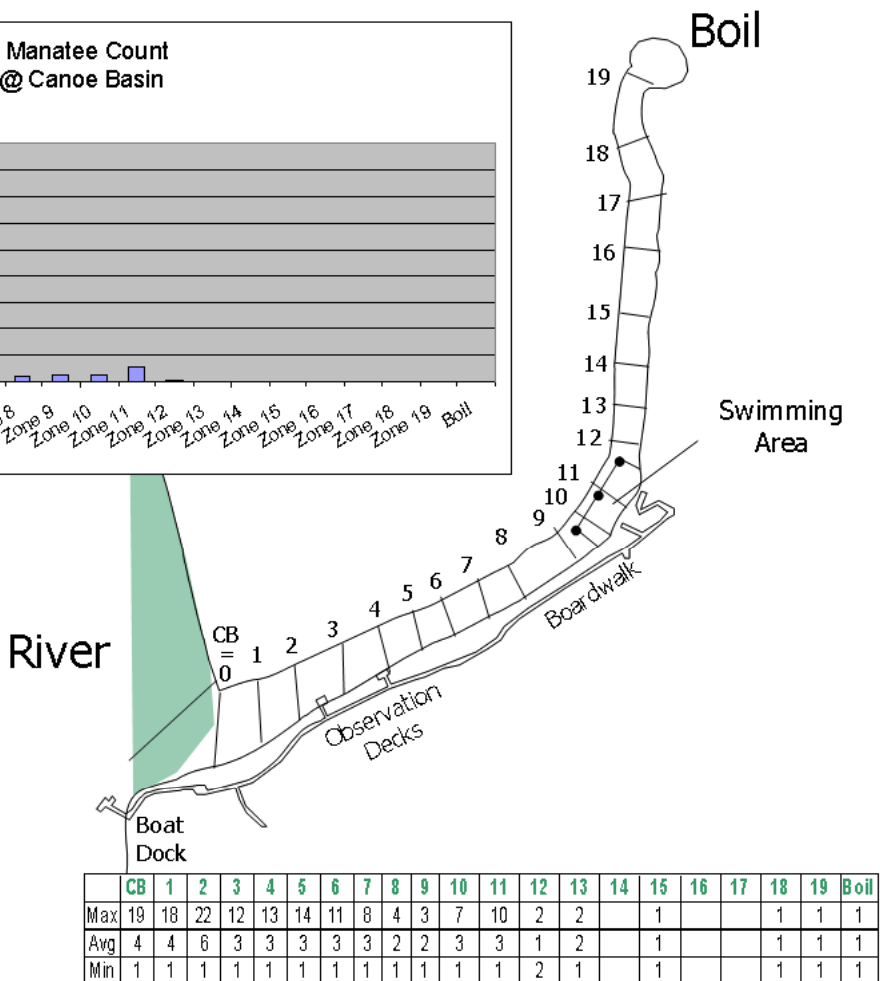 Boil
Manatee Count
@ Canoe Basin
19
18
17
16
15
14
13
12
11
10
9
8
7
6
5
4
3
2
1
CB
=
0
8
Zone 9
Zone 10
Zone 11
Zone 12
Zone 13
Zone 14
Zone 15
Zone 16
Zone 17
Zone 18
Zone 19
Boil
Swimming
Area
Boardwalk
River
Observation
Decks
Boat
Dock
CB 1 2 3 4 5 6 7 8 9 10 11 12 13 14 15 16 17 18 19 Boil
Max 19 18 22 12 13 14 11 8 4 3 7 10 2 2 1 1 1 1
Avg 4 4 6 3 3 3 3 3 2 2 3 3 1 2 1 1 1 1
Min 1 1 1 1 1 1 1 1 1 1 1 1 2 1 1 1 1 1